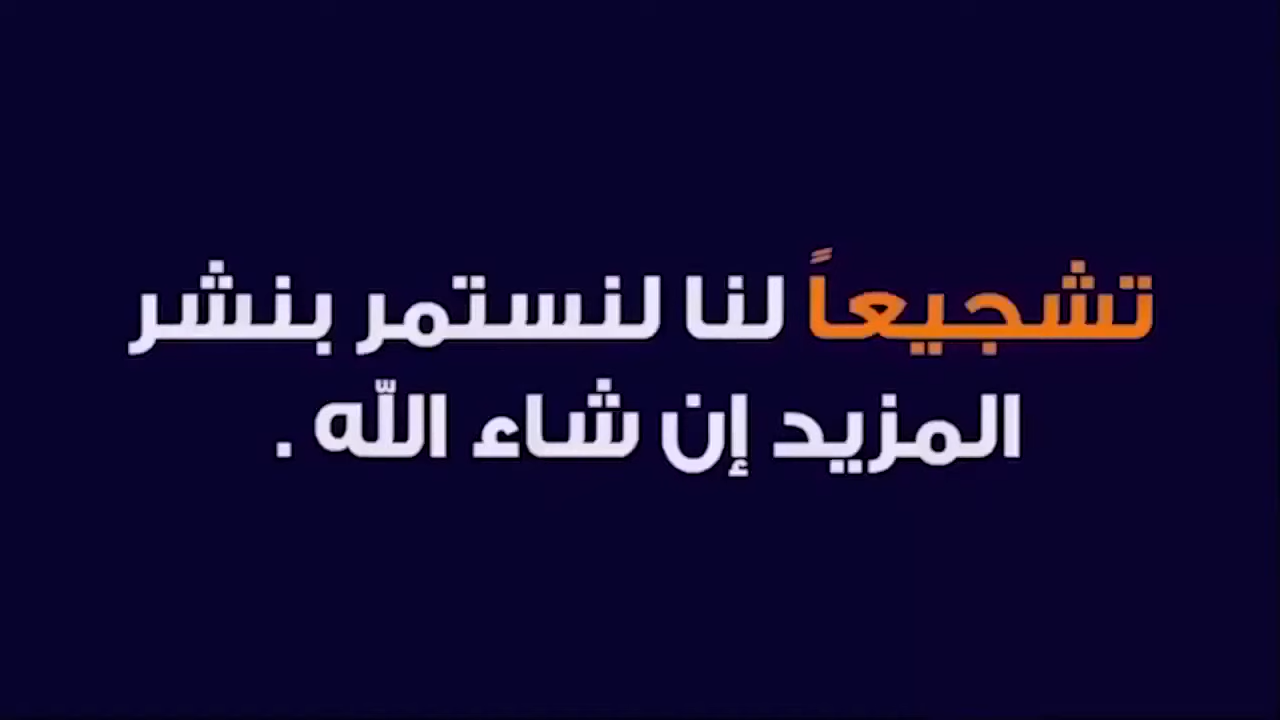 تشجيعاً لنا لنستمر بنشر
المزيد إن شاء اللّه .